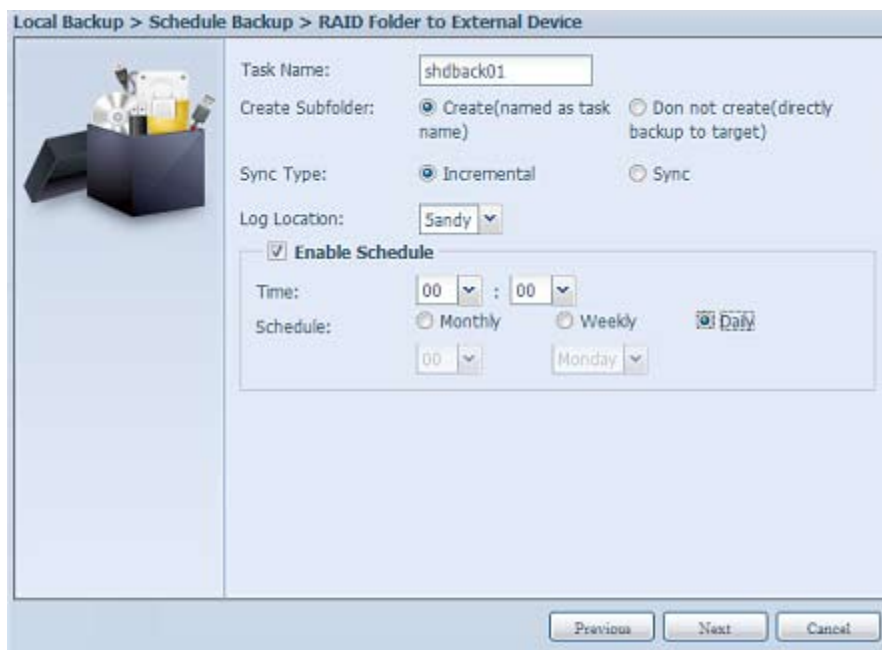 Local Backup > Schedule Backup > RAID Folder to External Device
Task Name: shdback01
Create Subfolder: Create(named as task name) Don not create(directly backup to target)
Sync Type: Incremental Sync
Log Location: Sandy
Enable Schedule
Time: 00 : 00
Schedule: Monthly Weekly Daily
00 Monday
Previous Next Cancel